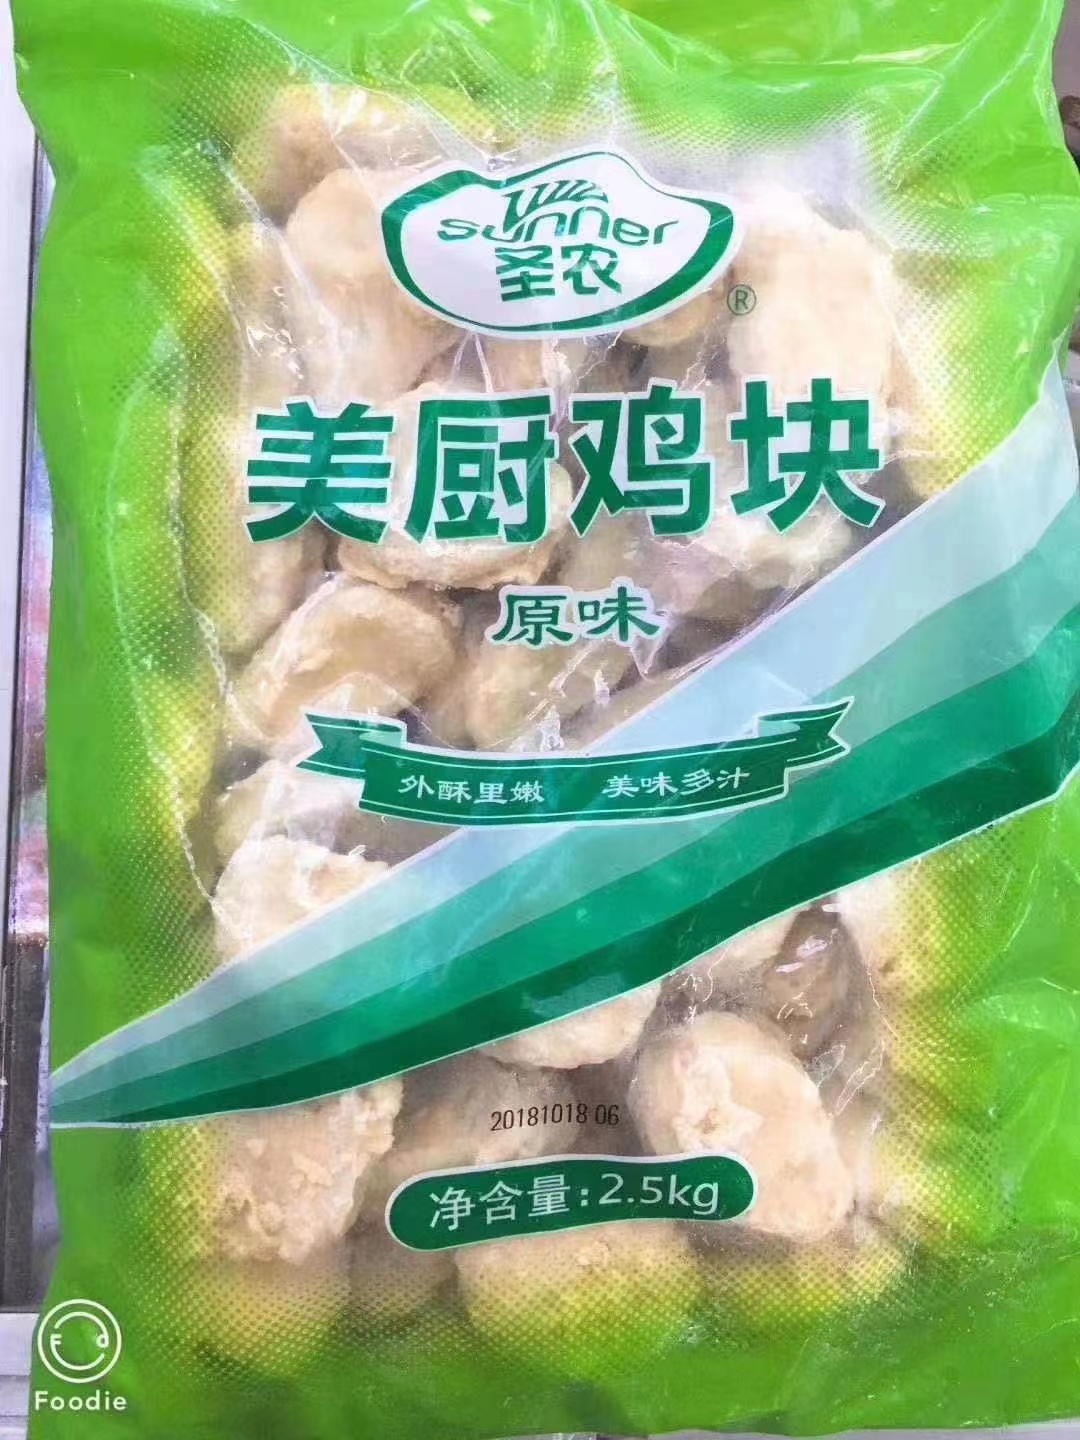 sunner
圣农
®
美厨鸡块
原味
外酥里嫩 美味多汁
20181018 06
净含量:2.5kg
F d
Foodie